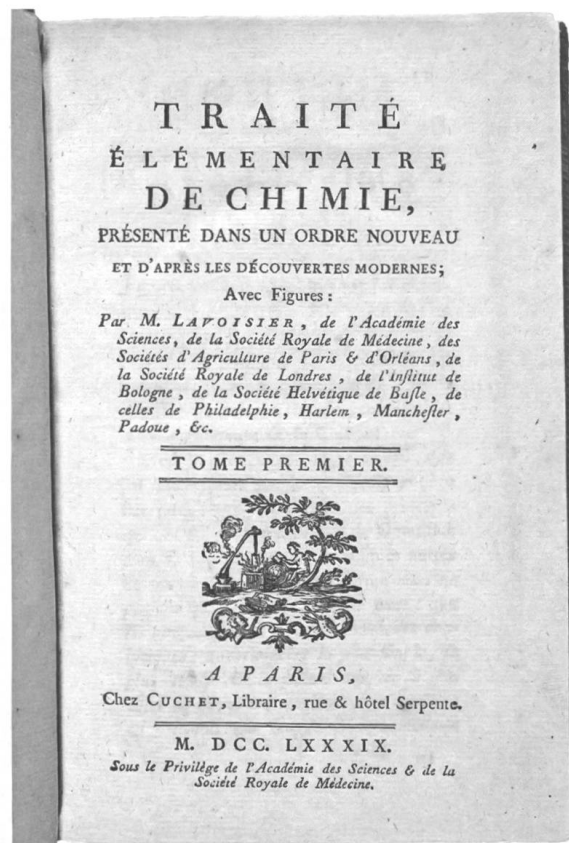 TRAITÉ
ÉLÉMENTAIRE
DE CHIMIE,
PRÉSENTÉ DANS UN ORDRE NOUVEAU
ET D'APRÈS LES DÉCOUVERTES MODERNES;
Avec Figures :
Par M. LAVOISIER, de l'Académie des
Sciences, de la Société Royale de Médecine, des
Sociétés d'Agriculture de Paris & d'Orléans, de
la Société Royale de Londres, de l'Inſtitut de
Bologne, de la Société Helvétique de Baſle, de
celles de Philadelphie, Harlem, Mancheſter,
Padoue, &c.
TOME PREMIER.
A PARIS,
Chez CUCHET, Libraire, rue & hôtel Serpente.
M. DCC. LXXXIX.
Sous le Privilège de l'Académie des Sciences & de la
Société Royale de Médecine.